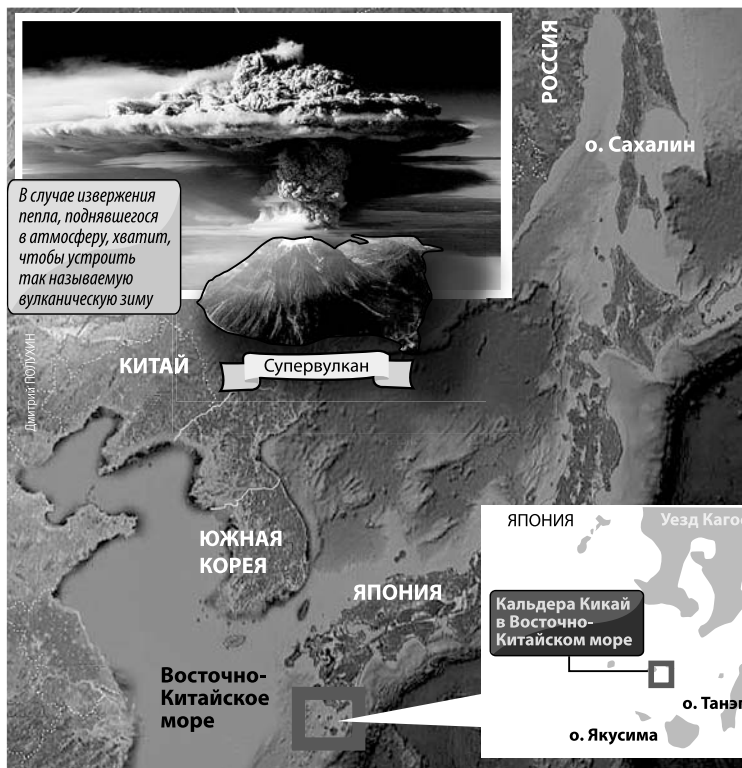 РОССИЯ
о. Сахалин
В случае извержения
пепла, поднявшегося
в атмосферу, хватит,
чтобы устроить
так называемую
вулканическую зиму
Дмитрий ПОЛУХИН
КИТАЙ
Супервулкан
ЮЖНАЯ
КОРЕЯ
ЯПОНИЯ
Восточно-
Китайское
море
ЯПОНИЯ
Уезд
Кальдера Кикай
в Восточно-
Китайском море
о.
о. Якусима